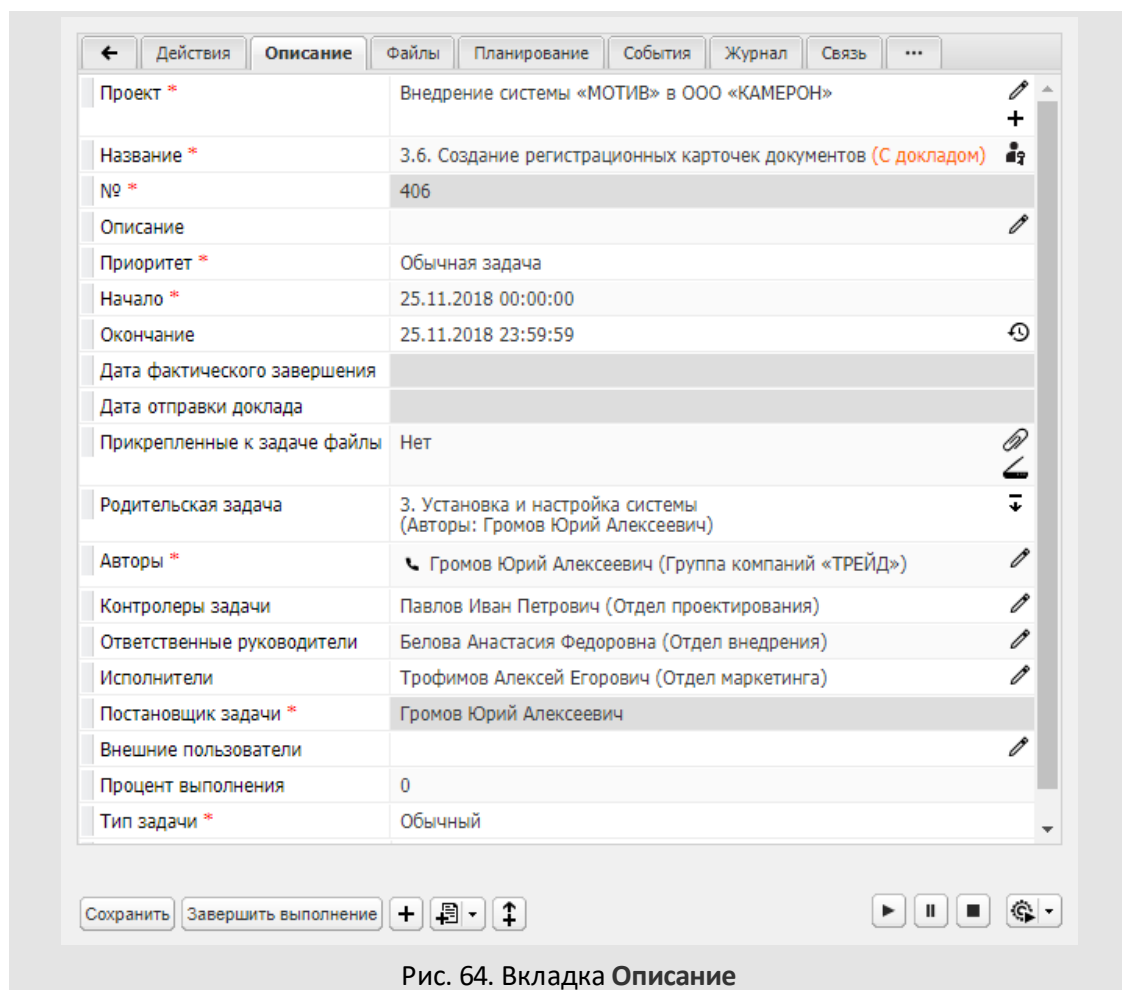 Действия Описание Файлы Планирование События Журнал Связь ...
Проект * Внедрение системы «МОТИВ» в ООО «КАМЕРОН»
Название * 3.6. Создание регистрационных карточек документов (С докладом)
№ * 406
Описание
Приоритет * Обычная задача
Начало * 25.11.2018 00:00:00
Окончание 25.11.2018 23:59:59
Дата фактического завершения
Дата отправки доклада
Прикрепленные к задаче файлы Нет
Родительская задача 3. Установка и настройка системы
(Авторы: Громов Юрий Алексеевич)
Авторы * Громов Юрий Алексеевич (Группа компаний «ТРЕЙД»)
Контролеры задачи Павлов Иван Петрович (Отдел проектирования)
Ответственные руководители Белова Анастасия Федоровна (Отдел внедрения)
Исполнители Трофимов Алексей Егорович (Отдел маркетинга)
Постановщик задачи * Громов Юрий Алексеевич
Внешние пользователи
Процент выполнения 0
Тип задачи * Обычный
Сохранить Завершить выполнение
Рис. 64. Вкладка Описание